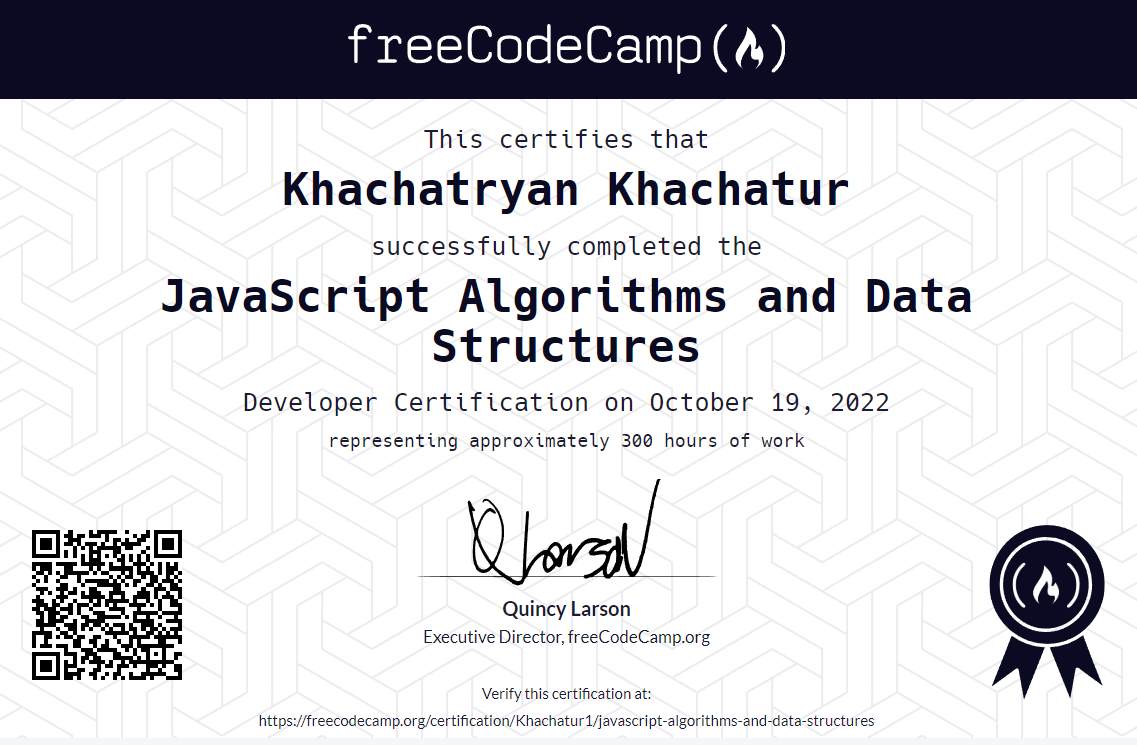 freeCodeCamp
This certifies that
Khachatryan Khachatur
successfully completed the
JavaScript Algorithms and Data
Structures
Developer Certification on October 19, 2022
representing approximately 300 hours of work
Q Larson
Quincy Larson
Executive Director, freeCodeCamp.org
Verify this certification at:
https://freecodecamp.org/certification/Khachatur1/javascript-algorithms-and-data-structures